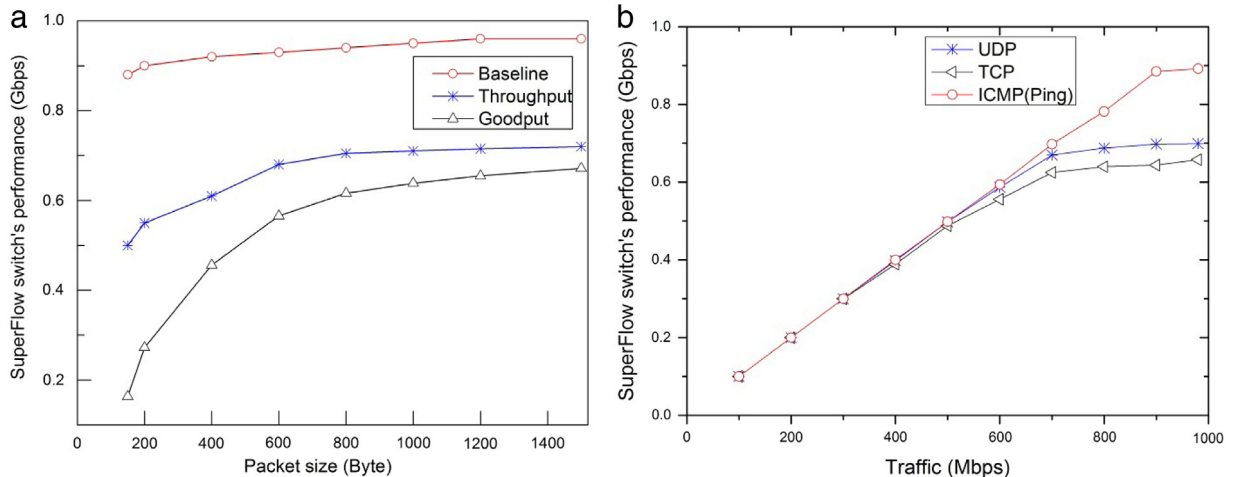 a
SuperFlow switch's performance (Gbps)
1.0
0.8
0.6
0.4
0.2
Baseline
Throughput
Goodput
0
200
400
600
800
1000
1200
1400
Packet size (Byte)
b
SuperFlow switch's performance (Gbps)
1.0
0.8
0.6
0.4
0.2
0.0
UDP
TCP
ICMP(Ping)
0
200
400
600
800
1000
Traffic (Mbps)